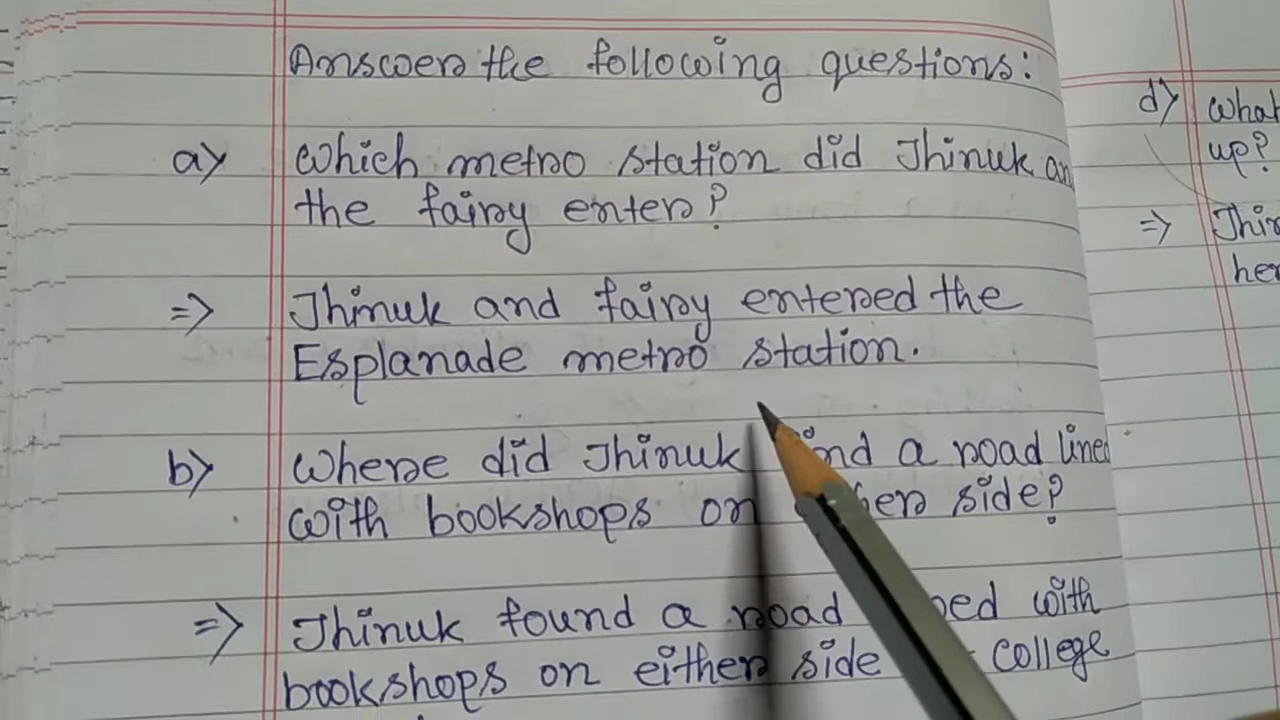 Answer the following questions:
a) Which metro station did Jhinuk an
the fairy enter?
=> Jhinuk and fairy entered the
Esplanade metro station.
b) Where did Jhinuk a road lined
with bookshops on side?
=> Jhinuk found a road with
bookshops on either side college
d) What
up?
=>
her